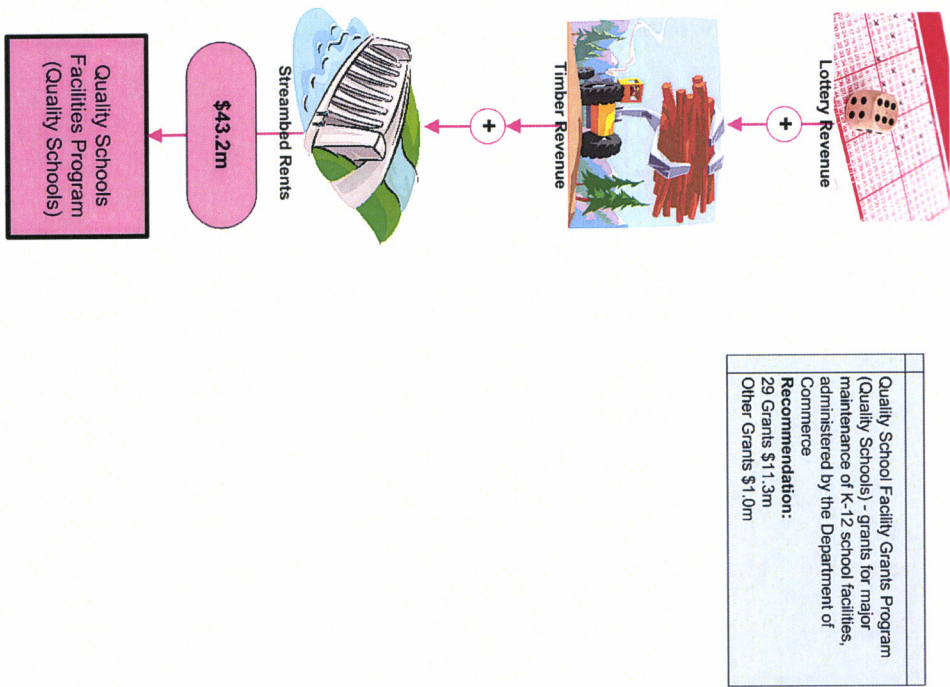 Lottery Revenue
+
Timber Revenue
+
Streambed Rents
$43.2m
Quality Schools
Facilities Program
(Quality Schools)
Quality School Facility Grants Program
(Quality Schools) - grants for major
maintenance of K-12 school facilities,
administered by the Department of
Commerce
Recommendation:
29 Grants $11.3m
Other Grants $1.0m